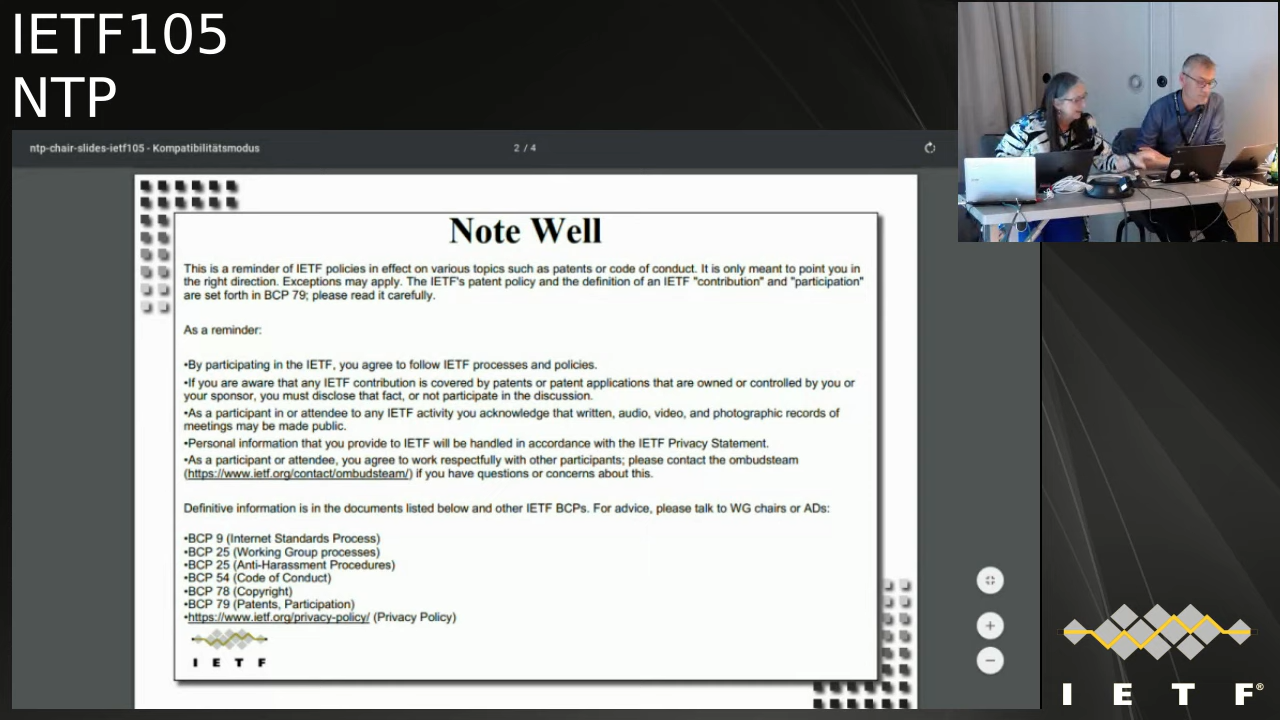 IETF105
NTP
ntp-chair-slides-ietf105 - Kompatibilitätsmodus
2 / 4
Note Well
This is a reminder of IETF policies in effect on various topics such as patents or code of conduct. It is only meant to point you in
the right direction. Exceptions may apply. The IETF's patent policy and the definition of an IETF "contribution" and "participation"
are set forth in BCP 79; please read it carefully.
As a reminder:
•By participating in the IETF, you agree to follow IETF processes and policies.
•If you are aware that any IETF contribution is covered by patents or patent applications that are owned or controlled by you or
your sponsor, you must disclose that fact, or not participate in the discussion.
•As a participant in or attendee to any IETF activity you acknowledge that written, audio, video, and photographic records of
meetings may be made public.
•Personal information that you provide to IETF will be handled in accordance with the IETF Privacy Statement.
•As a participant or attendee, you agree to work respectfully with other participants; please contact the ombudsteam
(https://www.ietf.org/contact/ombudsteam/) if you have questions or concerns about this.
Definitive information is in the documents listed below and other IETF BCPs. For advice, please talk to WG chairs or ADs:
•BCP 9 (Internet Standards Process)
•BCP 25 (Working Group processes)
•BCP 25 (Anti-Harassment Procedures)
•BCP 54 (Code of Conduct)
•BCP 78 (Copyright)
•BCP 79 (Patents, Participation)
•https://www.ietf.org/privacy-policy/ (Privacy Policy)
I E T F
I E T F®